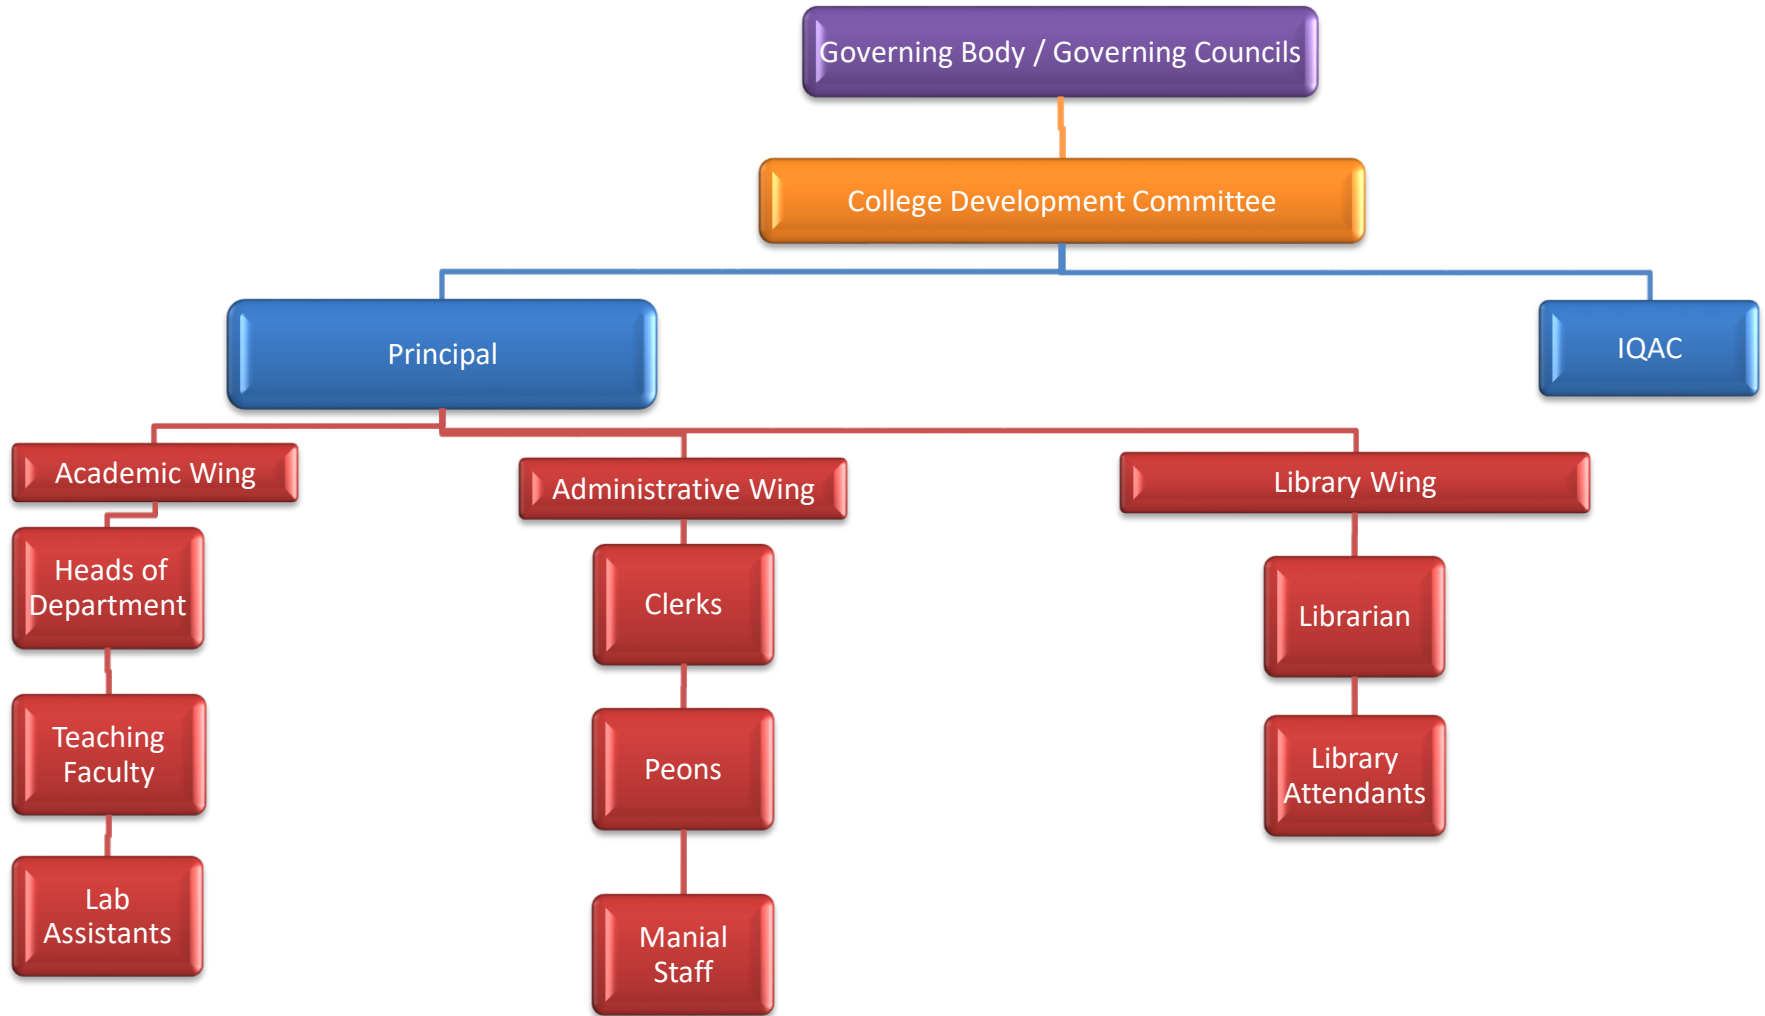 Governing Body / Governing Councils
College Development Committee
Principal
IQAC
Academic Wing
Administrative Wing
Library Wing
Heads of
Department
Clerks
Librarian
Teaching
Faculty
Peons
Library
Attendants
Lab
Assistants
Manial
Staff